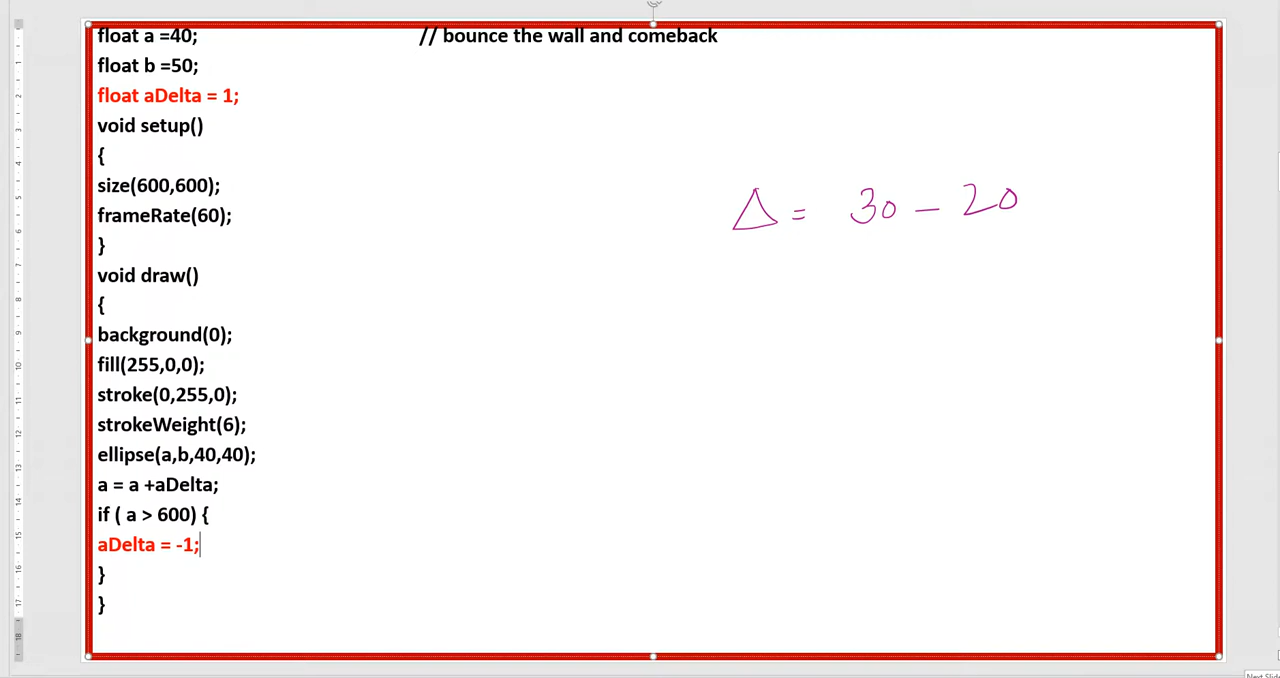 float a =40; // bounce the wall and comeback
float b =50;
float aDelta = 1;
void setup()
{
size(600,600);
Δ = 30 - 20
frameRate(60);
}
void draw()
{
background(0);
fill(255,0,0);
stroke(0,255,0);
strokeWeight(6);
ellipse(a,b,40,40);
a = a +aDelta;
if ( a > 600) {
aDelta = -1;
}
}